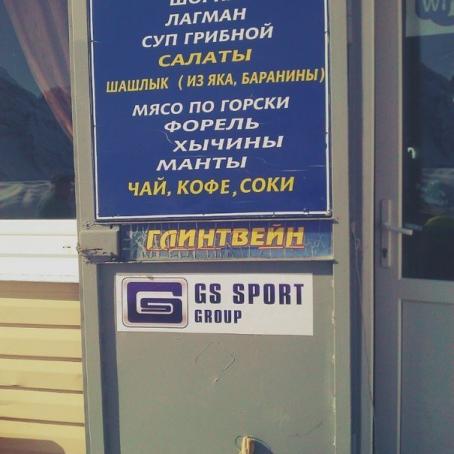 ЛАГМАН
СУП ГРИБНОЙ
САЛАТЫ
ШАШЛЫК ( ИЗ ЯКА, БАРАНИНЫ)
МЯСО ПО ГОРСКИ
ФОРЕЛЬ
ХЫЧИНЫ
МАНТЫ
ЧАЙ, КОФЕ, СОКИ
ГЛИНТВЕЙН
GS SPORT
GROUP